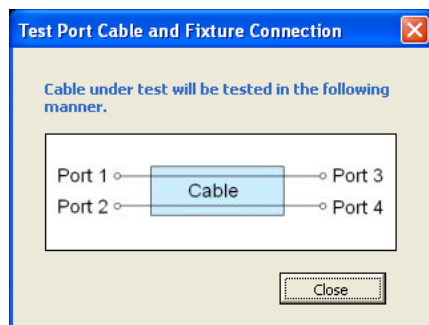 Test Port Cable and Fixture Connection
Cable under test will be tested in the following
manner.
Port 1 Cable Port 3
Port 2 Port 4
Close